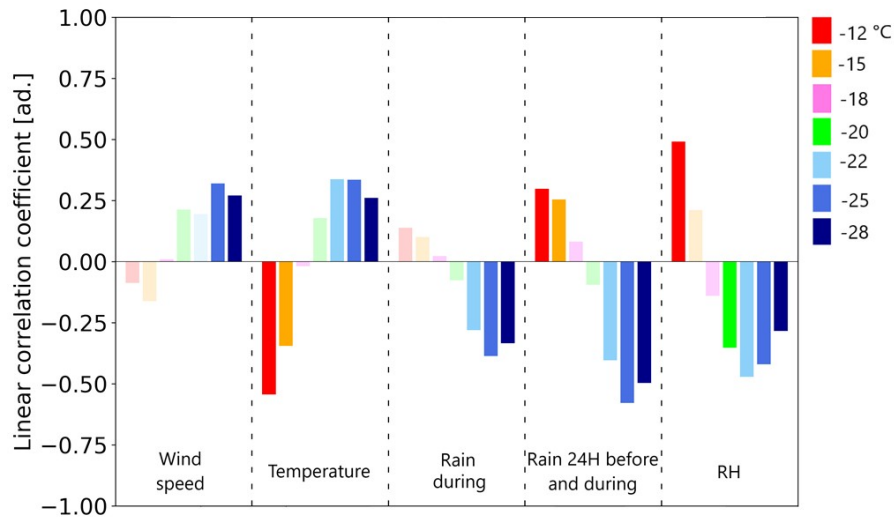 Linear correlation coefficient [ad.]
1.00
0.75
0.50
0.25
0.00
−0.25
−0.50
−0.75
−1.00
Wind
speed
Temperature
Rain
during
Rain 24H before
and during
RH
-12 °C
-15
-18
-20
-22
-25
-28